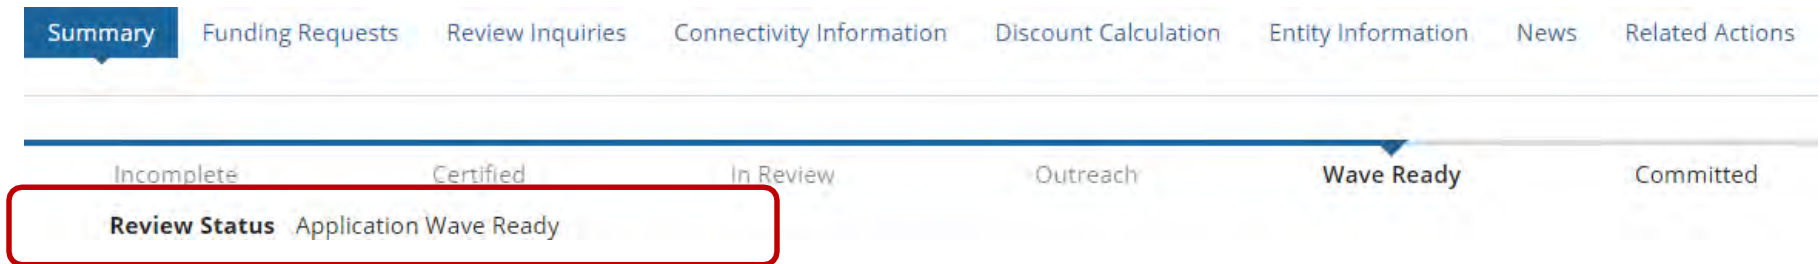 Summary Funding Requests Review Inquiries Connectivity Information Discount Calculation Entity Information News Related Actions
Incomplete Certified In Review Outreach Wave Ready Committed
Review Status Application Wave Ready